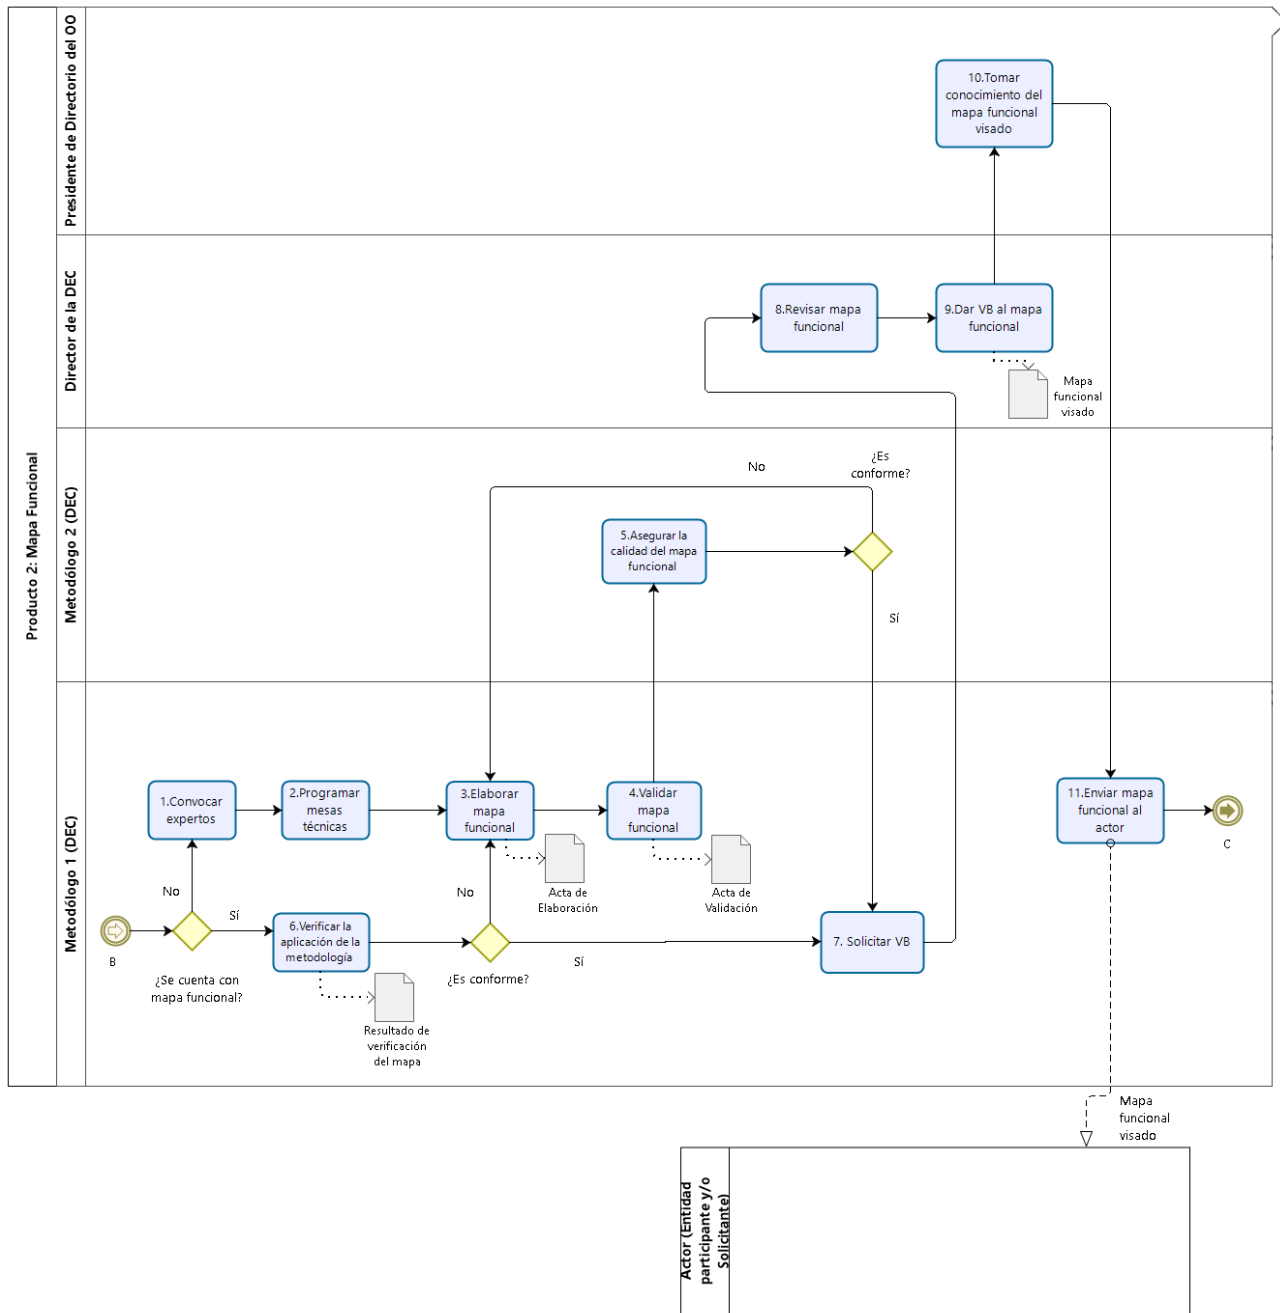 Producto 2: Mapa Funcional
Presidente de Directorio del OO
10.Tomar
conocimiento del
mapa funcional
visado
Director de la DEC
8.Revisar mapa
funcional
9.Dar VB al mapa
funcional
Mapa
funcional
visado
Metodólogo 2 (DEC)
No
¿Es
conforme?
5.Asegurar la
calidad del mapa
funcional
Sí
Metodólogo 1 (DEC)
1.Convocar
expertos
2.Programar
mesas
técnicas
3.Elaborar
mapa
funcional
4.Validar
mapa
funcional
11.Enviar mapa
funcional al
actor
C
Acta de
Elaboración
Acta de
Validación
No
Sí
No
B
¿Se cuenta con
mapa funcional?
6.Verificar la
aplicación de la
metodología
¿Es conforme?
Sí
7. Solicitar VB
Resultado de
verificación
del mapa
Mapa
funcional
visado
Actor (Entidad
participante y/o
Solicitante)